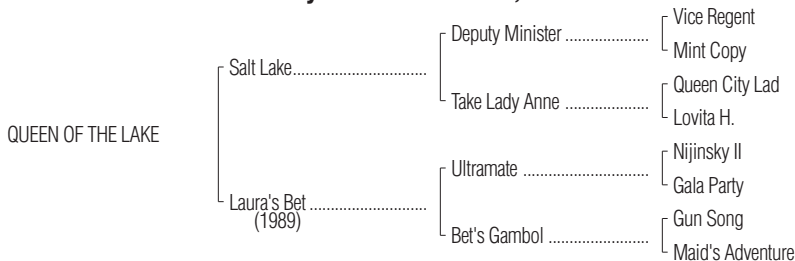 Vice Regent
Deputy Minister
Mint Copy
Salt Lake
Queen City Lad
Take Lady Anne
Lovita H.
QUEEN OF THE LAKE
Nijinsky II
Ultramate
Gala Party
Laura's Bet
(1989)
Gun Song
Bet's Gambol
Maid's Adventure